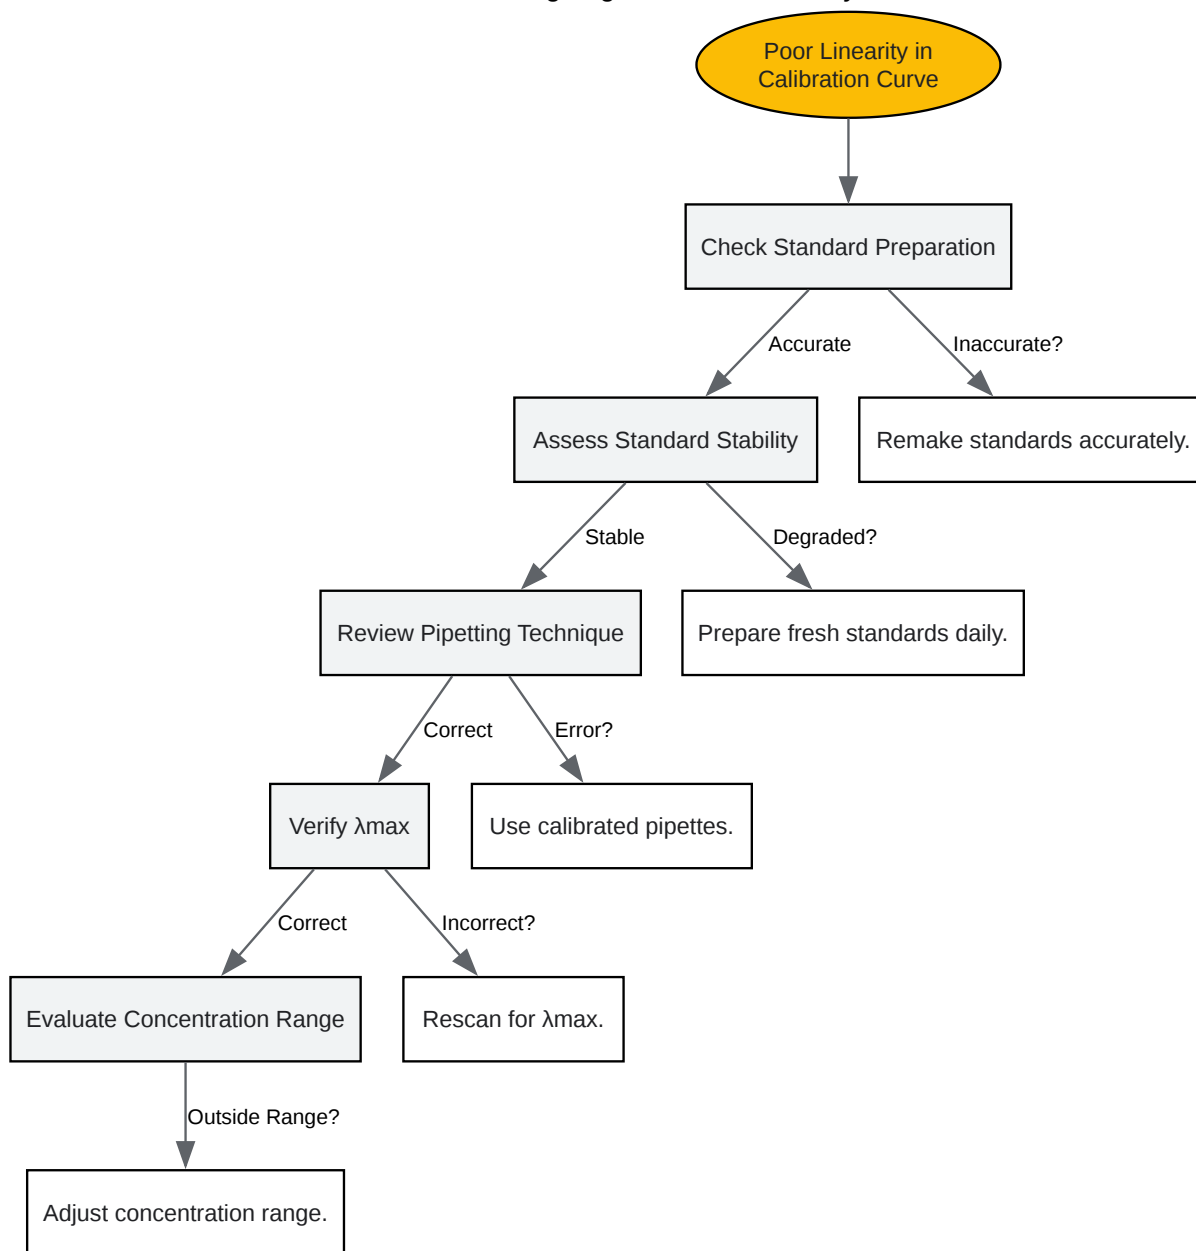 Poor Linearity in
Calibration Curve
Check Standard Preparation
Accurate
Inaccurate?
Assess Standard Stability
Remake standards accurately.
Stable
Degraded?
Review Pipetting Technique
Prepare fresh standards daily.
Correct
Error?
Verify λmax
Use calibrated pipettes.
Correct
Incorrect?
Evaluate Concentration Range
Rescan for λmax.
Outside Range?
Adjust concentration range.